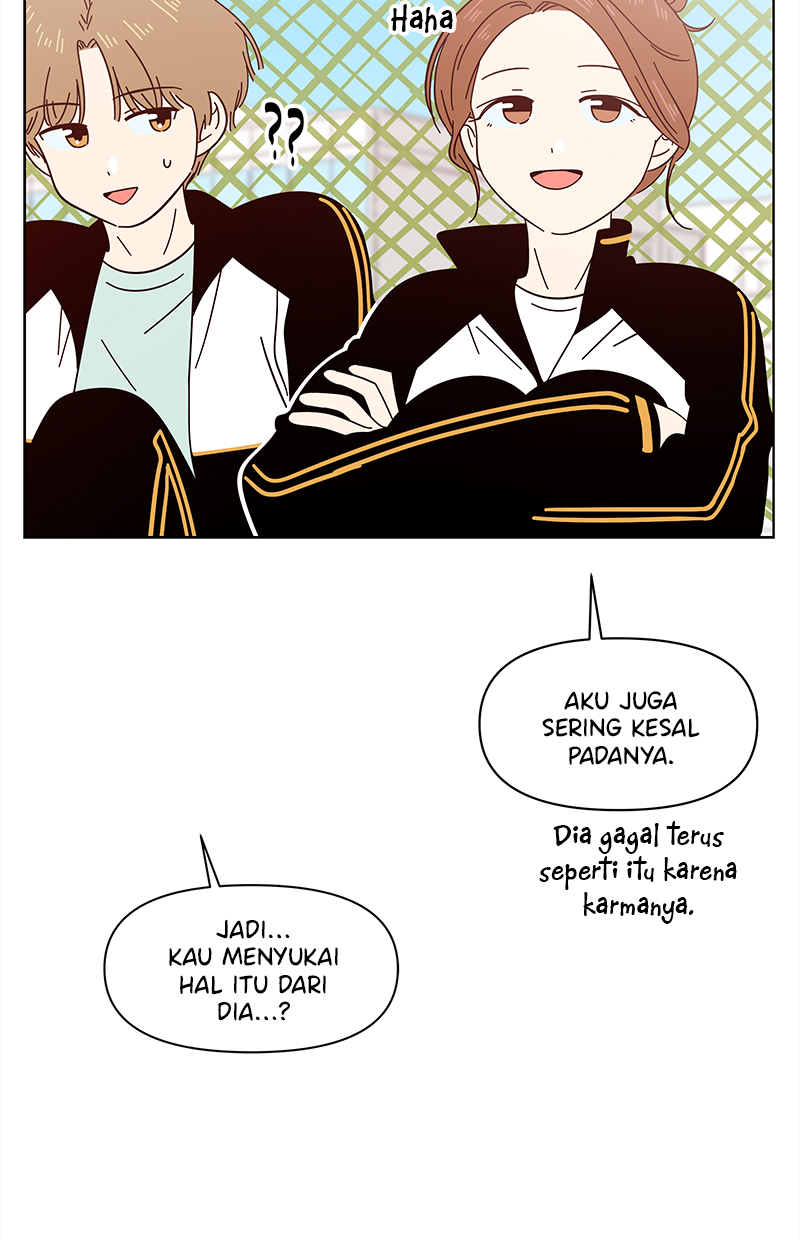 Haha
??
AKU JUGA
SERING KESAL
PADANYA.
Dia gagal terus
seperti itu karena
karmanya.
JADI...
KAU MENYUKAI
HAL ITU DARI
DIA...?